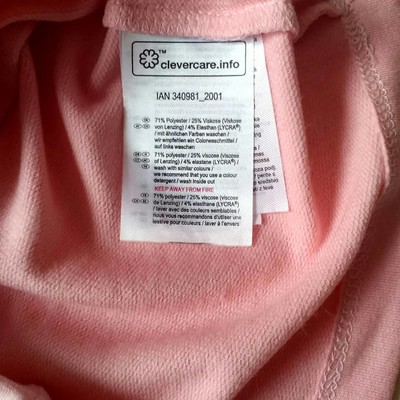 ™
clevercare.info
IAN 340981_2001
71% Polyester / 25% Viskose (Viskose
von Lenzing) / 4% Elasthan (LYCRA®)
/ mit ähnlichen Farben waschen /
wir empfehlen ein Colorwaschmittel /
auf links waschen
71% polyester / 25% viscose (viscose
of Lenzing) / 4% elastane (LYCRA®)
/ wash with similar colours /
we recommend that you use a colour
detergent / wash inside out
KEEP AWAY FROM FIRE
71% polyester / 25% viscose (viscose
de Lenzing) / 4% élasthanne (LYCRA®)
/ laver avec des couleurs semblables /
nous vous recommandons d'utiliser une
lessive pour couleurs / laver à l'envers